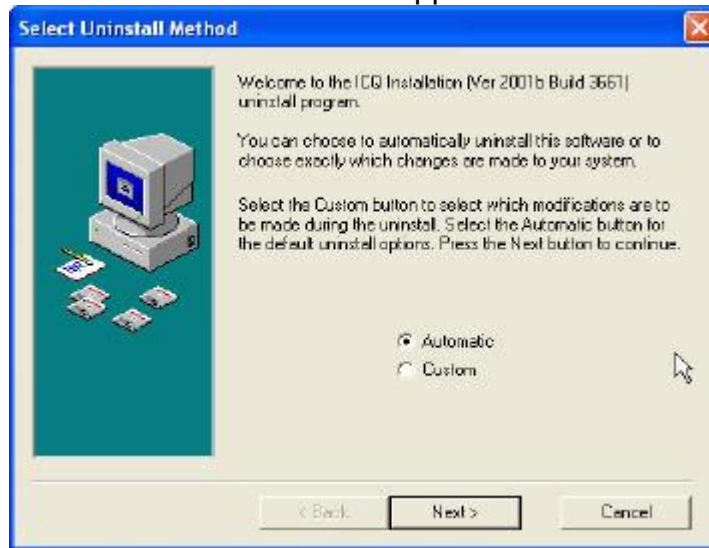 Select Uninstall Method
Welcome to the ICQ Installation (Ver 2001b Build 3661)
uninstall program.
You can choose to automatically uninstall this software or to
choose exactly which changes are made to your system.
Select the Custom button to select which modifications are to
be made during the uninstall. Select the Automatic button for
the default uninstall options. Press the Next button to continue.
Automatic
Custom
< Back
Next >
Cancel